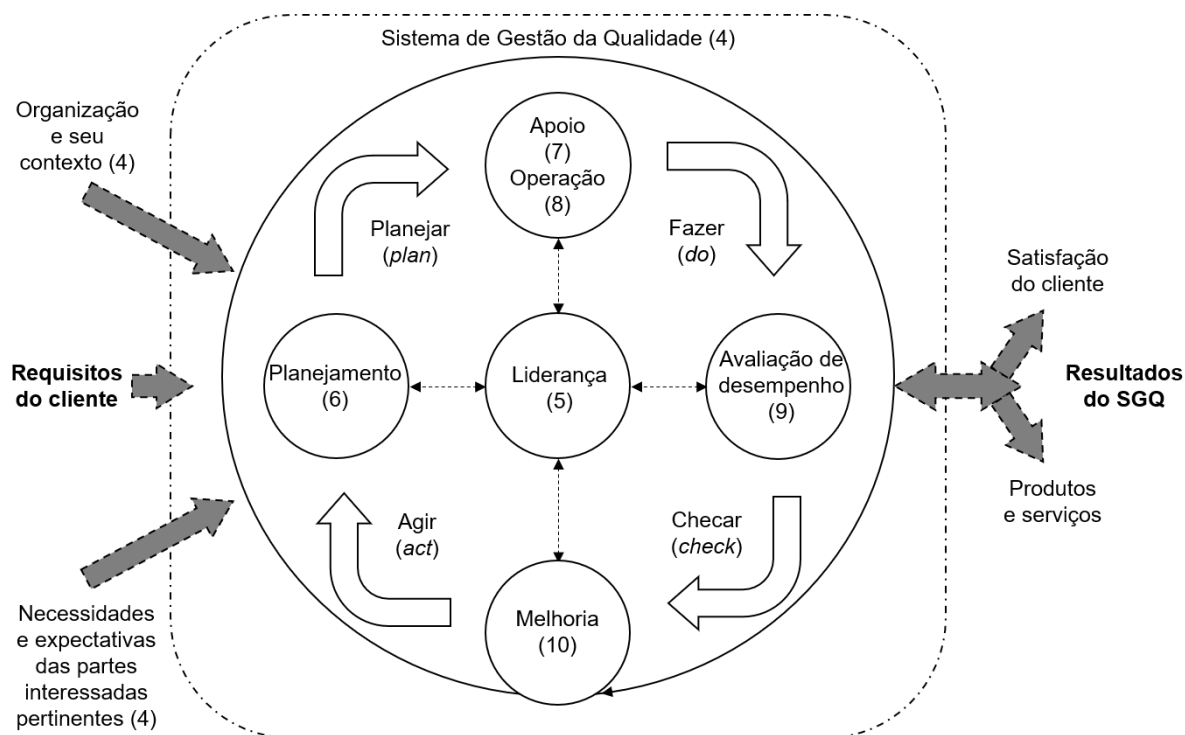 Sistema de Gestão da Qualidade (4)
Organização
e seu
contexto (4)
Apoio
(7)
Operação
(8)
Planejar
(plan)
Fazer
(do)
Satisfação
do cliente
Requisitos
do cliente
Planejamento
(6)
Liderança
(5)
Avaliação de
desempenho
(9)
Resultados
do SGQ
Agir
(act)
Checar
(check)
Produtos
e serviços
Melhoria
(10)
Necessidades
e expectativas
das partes
interessadas
pertinentes (4)